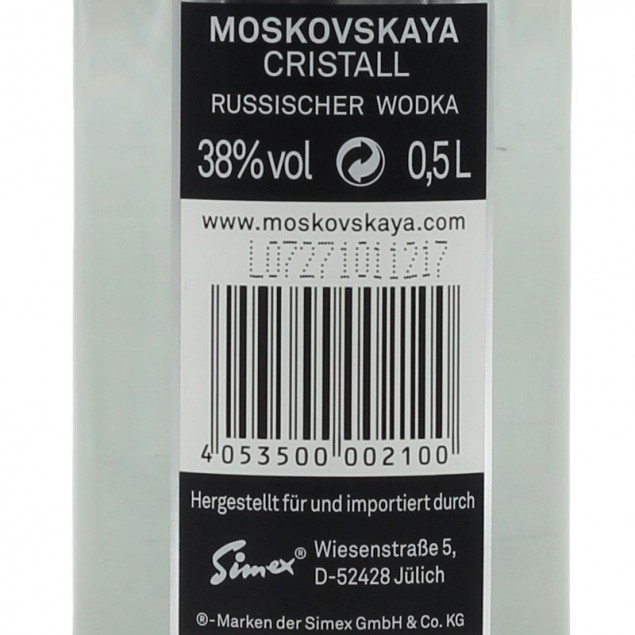 MOSKOVSKAYA
CRISTALL
RUSSISCHER WODKA
38%vol 0,5L
www.moskovskaya.com
L07271011217
4 053500 002100
Hergestellt für und importiert durch
Simex® Wiesenstraße 5,
D-52428 Jülich
®-Marken der Simex GmbH & Co. KG